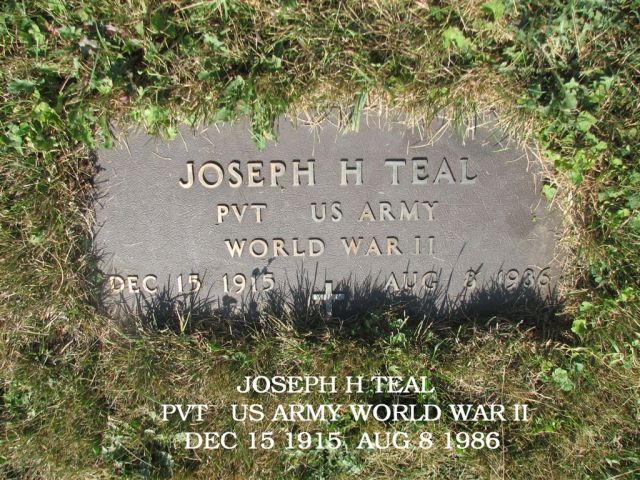 JOSEPH H TEAL
PVT US ARMY
WORLD WAR II
DEC 15 1915 AUG 8 1986
JOSEPH H TEAL
PVT US ARMY WORLD WAR II
DEC 15 1915 AUG 8 1986